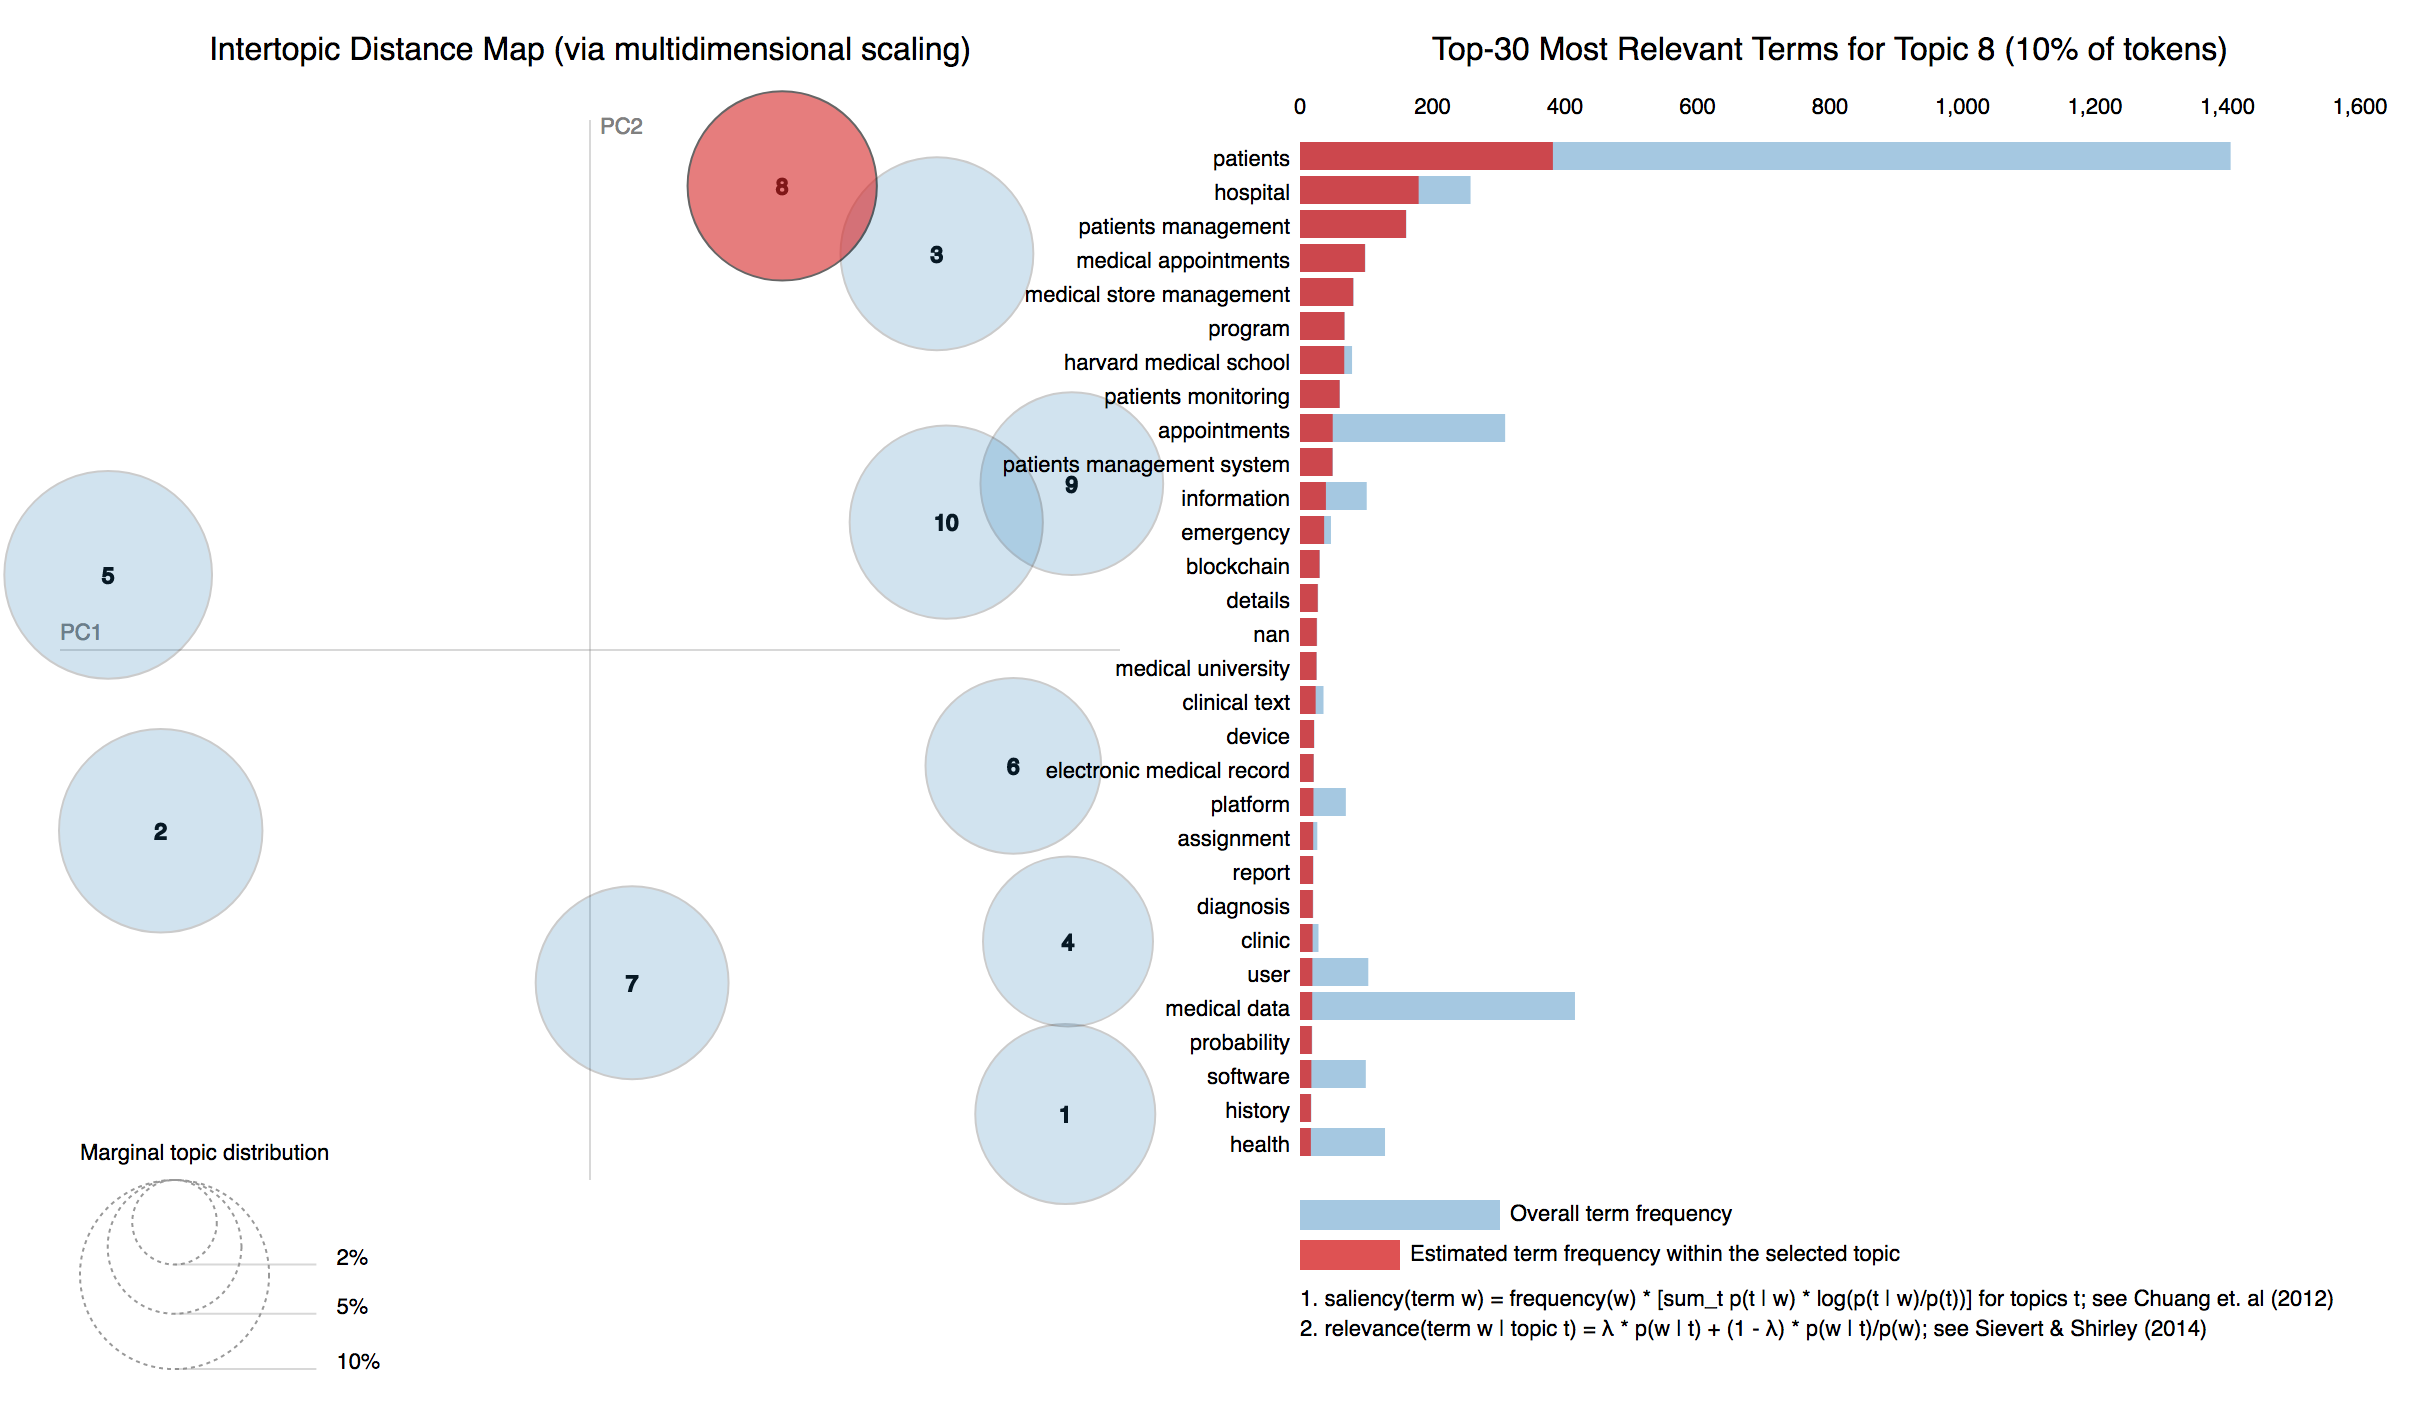 Intertopic Distance Map (via multidimensional scaling)
PC2
8
3
9
10
5
PC1
6
2
4
7
1
Marginal topic distribution
2%
5%
10%
Top-30 Most Relevant Terms for Topic 8 (10% of tokens)
0 200 400 600 800 1,000 1,200 1,400 1,600
patients
hospital
patients management
medical appointments
medical store management
program
harvard medical school
patients monitoring
appointments
patients management system
information
emergency
blockchain
details
nan
medical university
clinical text
device
electronic medical record
platform
assignment
report
diagnosis
clinic
user
medical data
probability
software
history
health
Overall term frequency
Estimated term frequency within the selected topic
1. saliency(term w) = frequency(w) * [sum_t p(t | w) * log(p(t | w)/p(t))] for topics t; see Chuang et. al (2012)
2. relevance(term w | topic t) = λ * p(w | t) + (1 - λ) * p(w | t)/p(w); see Sievert & Shirley (2014)